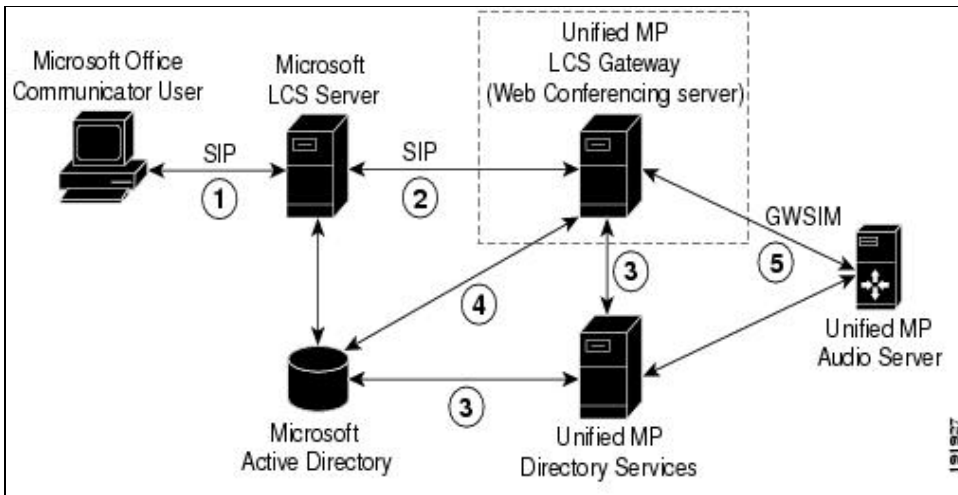 Microsoft Office
Communicator User
Microsoft
LCS Server
Unified MP
LCS Gateway
(Web Conferencing server)
SIP
1
SIP
2
GWSIM
5
3
4
Unified MP
Audio Server
3
Microsoft
Active Directory
Unified MP
Directory Services
191927